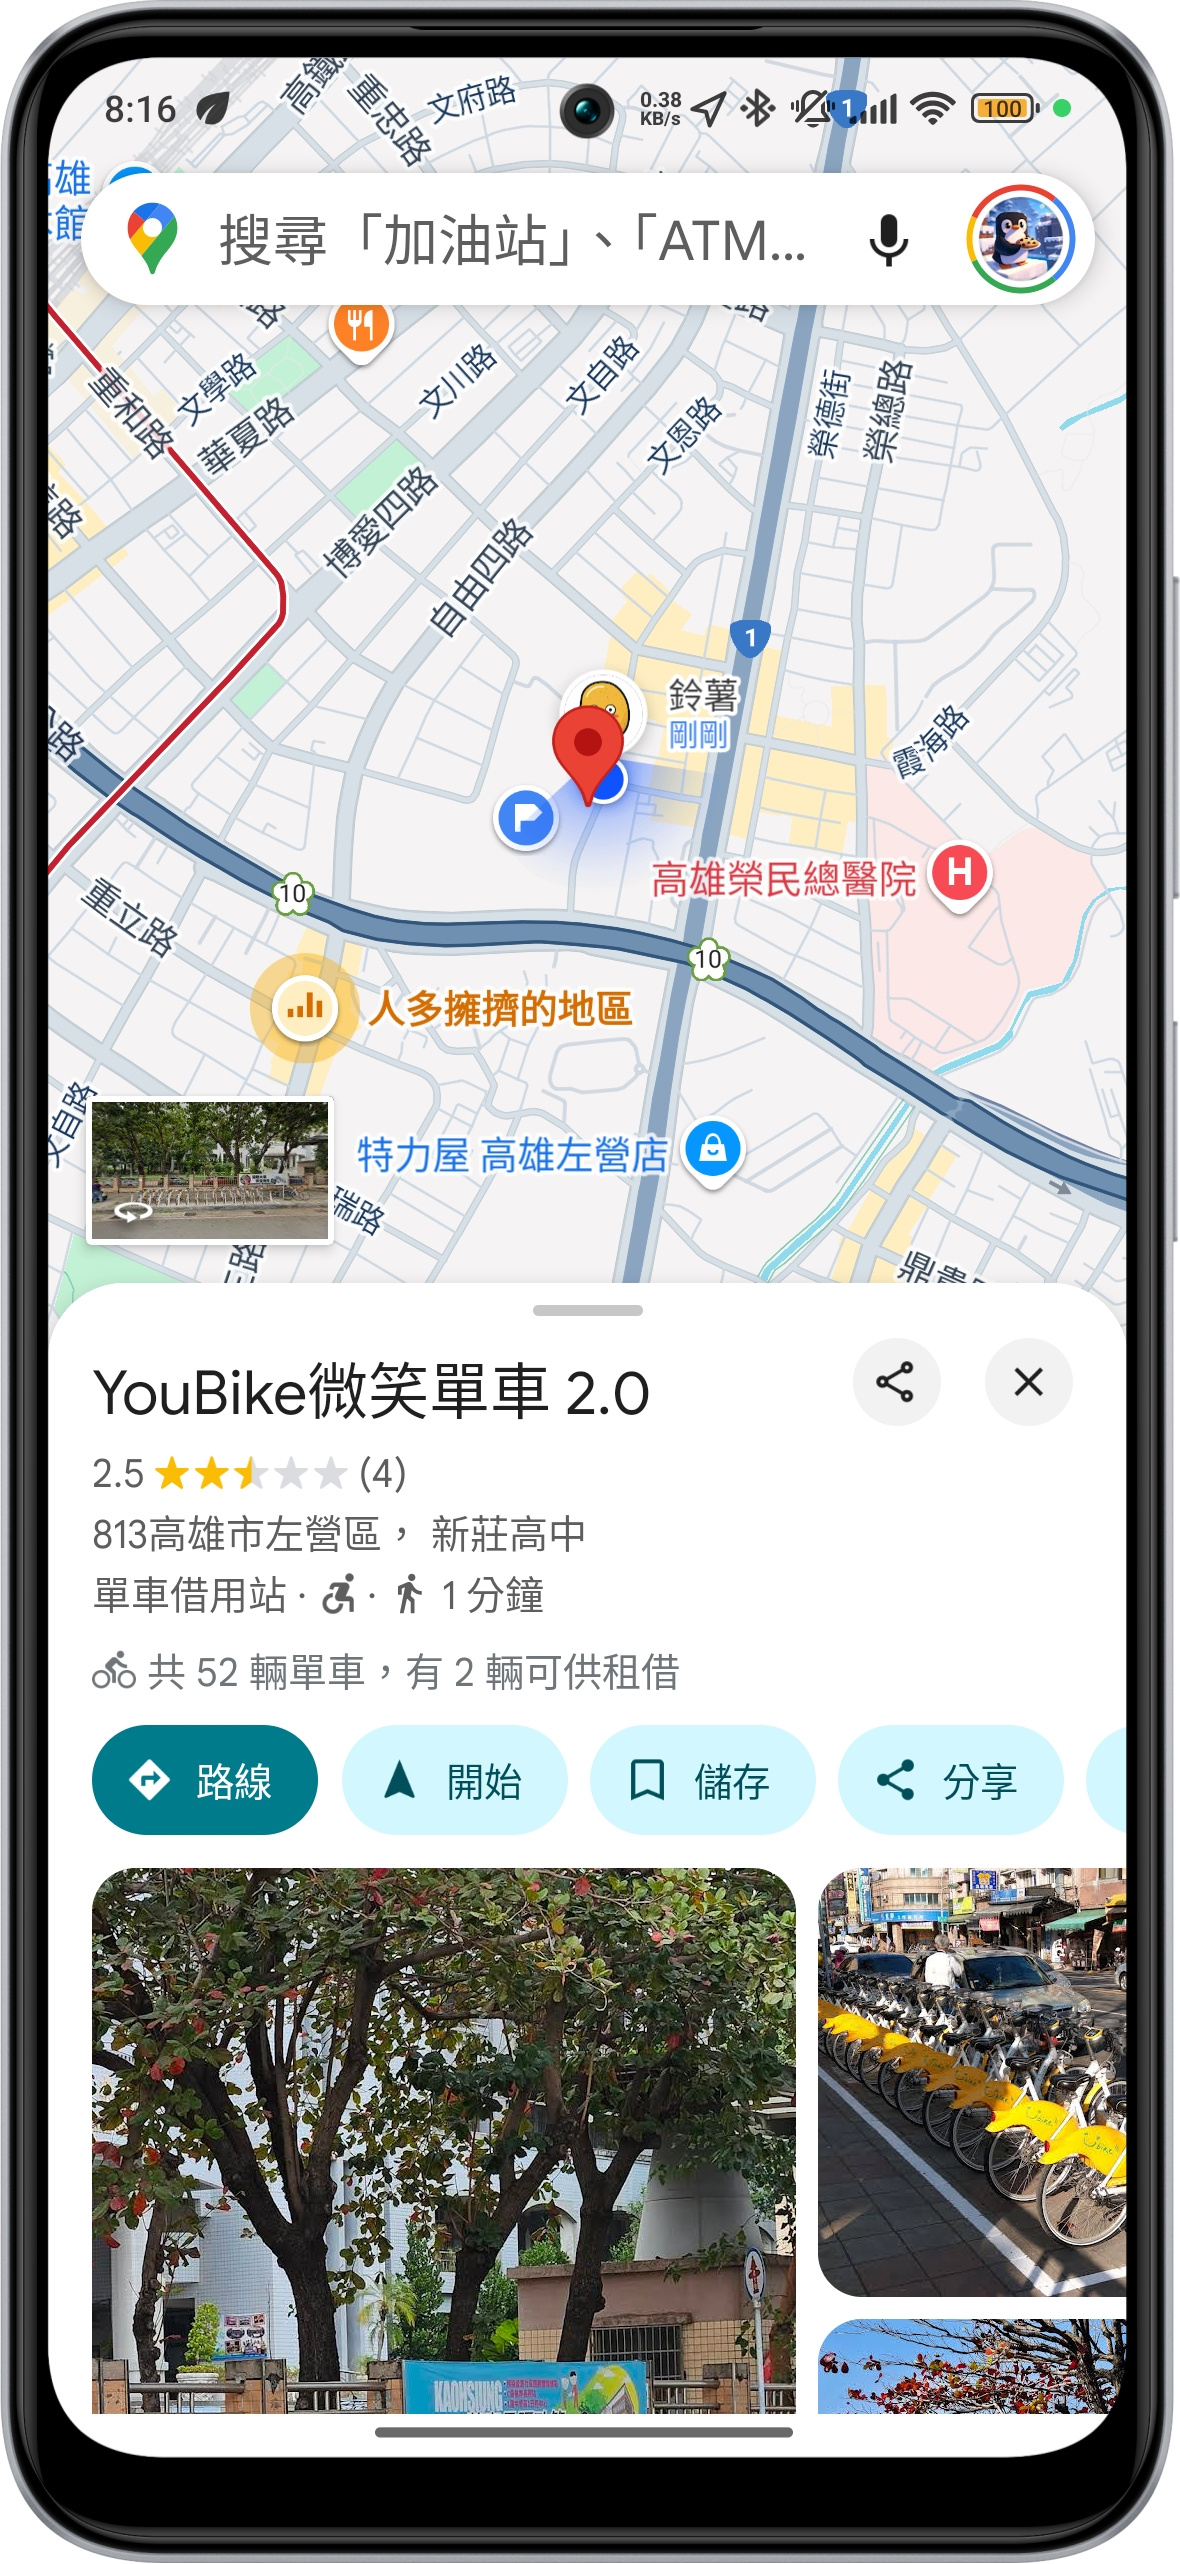 8:16
0.38
KB/s
1
100
高鐵
重忠路
文府路
搜尋「加油站」、「ATM...
重和路
文學路
華夏路
文川路
文自路
文恩路
榮德街
榮總路
博愛四路
自由四路
1
鈴薯
剛剛
霞海路
高雄榮民總醫院
H
10
重立路
10
人多擁擠的地區
特力屋 高雄左營店
YouBike微笑單車 2.0
2.5 (4)
813高雄市左營區， 新莊高中
單車借用站 · · 1 分鐘
共 52 輛單車，有 2 輛可供租借
路線
開始
儲存
分享
KAOHSIUNG